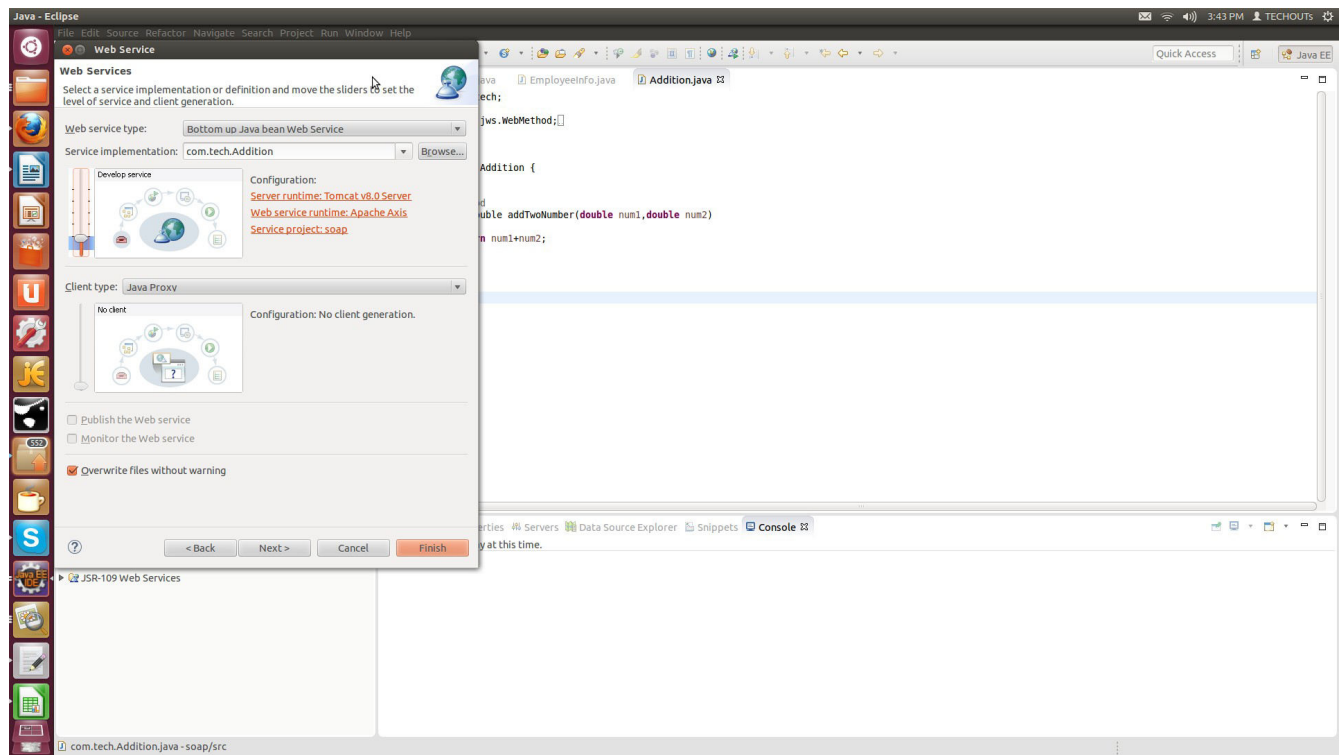 Java - Eclipse
3:43 PM TECHOUTs
File Edit Source Refactor Navigate Search Project Run Window Help
Web Service
Quick Access
Java EE
Web Services
Select a service implementation or definition and move the sliders to set the
level of service and client generation.
ava EmployeeInfo.java Addition.java
ech;
jws.WebMethod;
Addition {
d
uble addTwoNumber(double num1,double num2)
n num1+num2;
Web service type: Bottom up Java bean Web Service
Service implementation: com.tech.Addition Browse...
Develop service
Configuration:
Server runtime: Tomcat v8.0 Server
Web service runtime: Apache Axis
Service project: soap
Client type: Java Proxy
No client
Configuration: No client generation.
Publish the Web service
Monitor the Web service
Overwrite files without warning
< Back Next > Cancel Finish
erties Servers Data Source Explorer Snippets Console
y at this time.
JSR-109 Web Services
552
Java EE
IDE
com.tech.Addition.java - soap/src